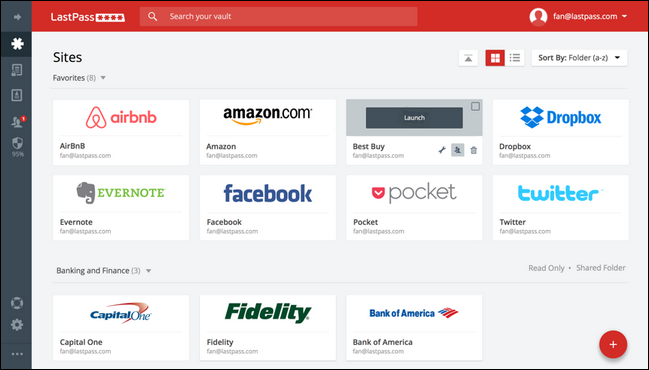 LastPass ****
Search your vault
fan@lastpass.com
Sites
Sort By: Folder (a-z)
Favorites (8)
1
95%
airbnb
AirBnB
fan@lastpass.com
amazon.com
Amazon
fan@lastpass.com
Launch
Best Buy
fan@lastpass.com
Dropbox
Dropbox
fan@lastpass.com
EVERNOTE
Evernote
fan@lastpass.com
facebook
Facebook
fan@lastpass.com
pocket
Pocket
fan@lastpass.com
twitter
Twitter
fan@lastpass.com
Banking and Finance (3)
Read Only • Shared Folder
Capital One
Capital One
fan@lastpass.com
Fidelity
Fidelity
fan@lastpass.com
Bank of America
Bank of America
fan@lastpass.com
+